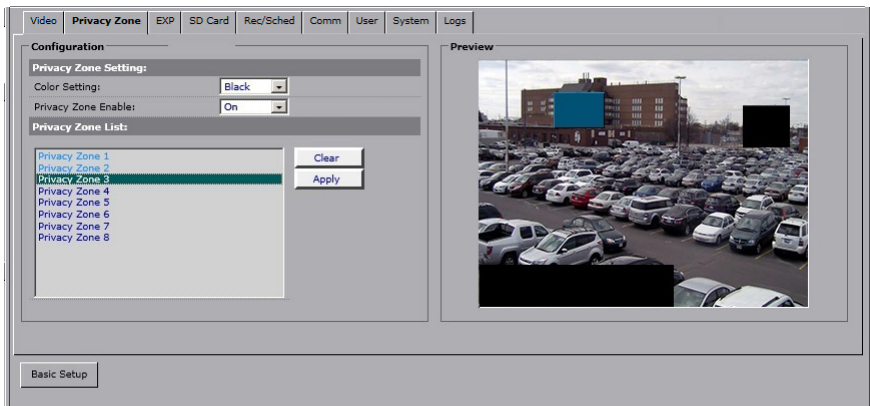 Video Privacy Zone EXP SD Card Rec/Sched Comm User System Logs
Configuration
Privacy Zone Setting:
Color Setting: Black
Privacy Zone Enable: On
Privacy Zone List:
Privacy Zone 1
Privacy Zone 2
Privacy Zone 3
Privacy Zone 4
Privacy Zone 5
Privacy Zone 6
Privacy Zone 7
Privacy Zone 8
Clear
Apply
Preview
Basic Setup